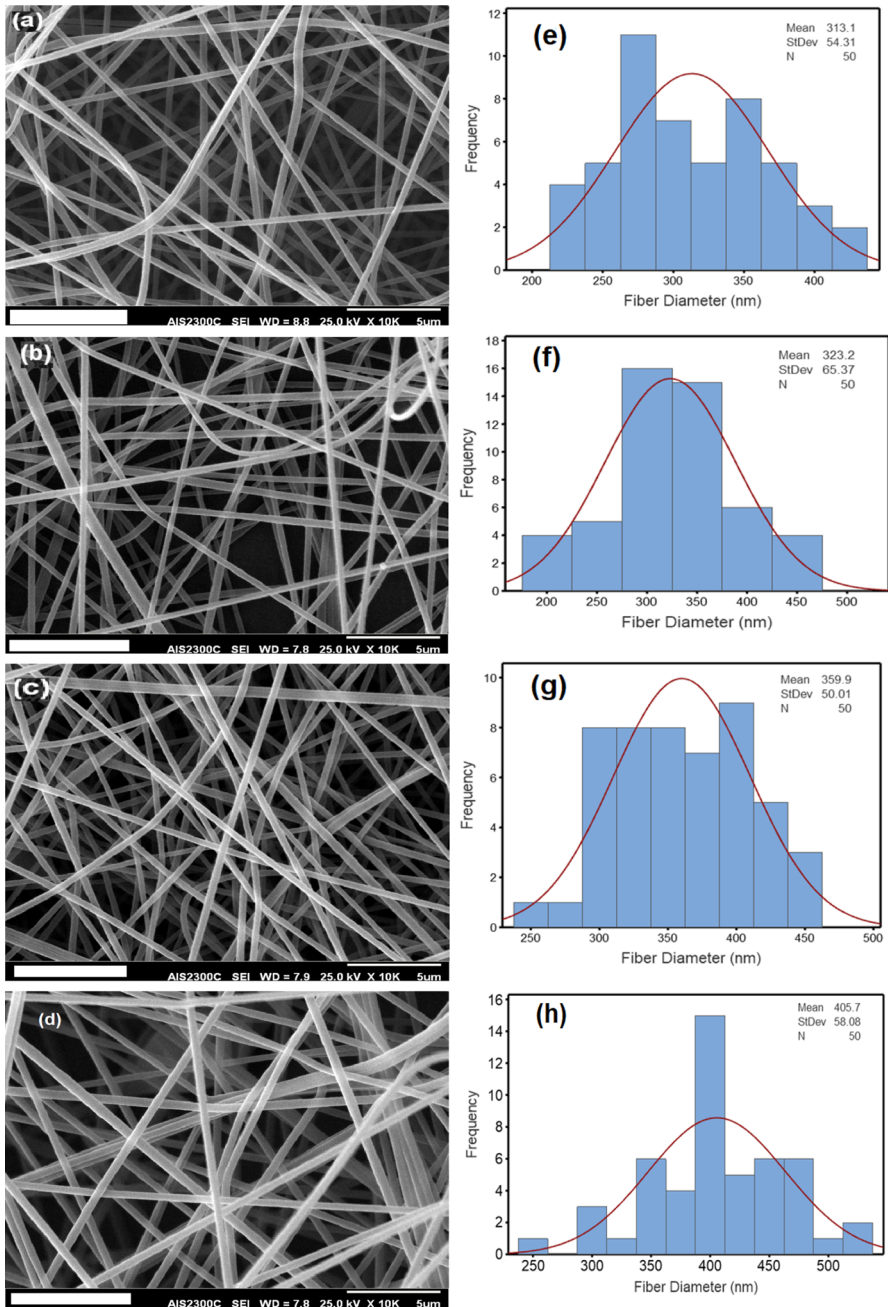 (a)
AIS2300C SEI WD = 8.8 25.0 kV X 10K 5um
(e)
Mean 313.1
StDev 54.31
N 50
12
10
8
6
4
2
0
Frequency
200 250 300 350 400
Fiber Diameter (nm)
(b)
AIS2300C SEI WD = 7.8 25.0 kV X 10K 5um
(f)
Mean 323.2
StDev 65.37
N 50
18
16
14
12
10
8
6
4
2
0
Frequency
200 250 300 350 400 450 500
Fiber Diameter (nm)
(c)
AIS2300C SEI WD = 7.9 25.0 kV X 10K 5um
(g)
Mean 359.9
StDev 50.01
N 50
10
8
6
4
2
0
Frequency
250 300 350 400 450 500
Fiber Diameter (nm)
(d)
AIS2300C SEI WD = 7.8 25.0 kV X 10K 5um
(h)
Mean 405.7
StDev 58.08
N 50
16
14
12
10
8
6
4
2
0
Frequency
250 300 350 400 450 500
Fiber Diameter (nm)